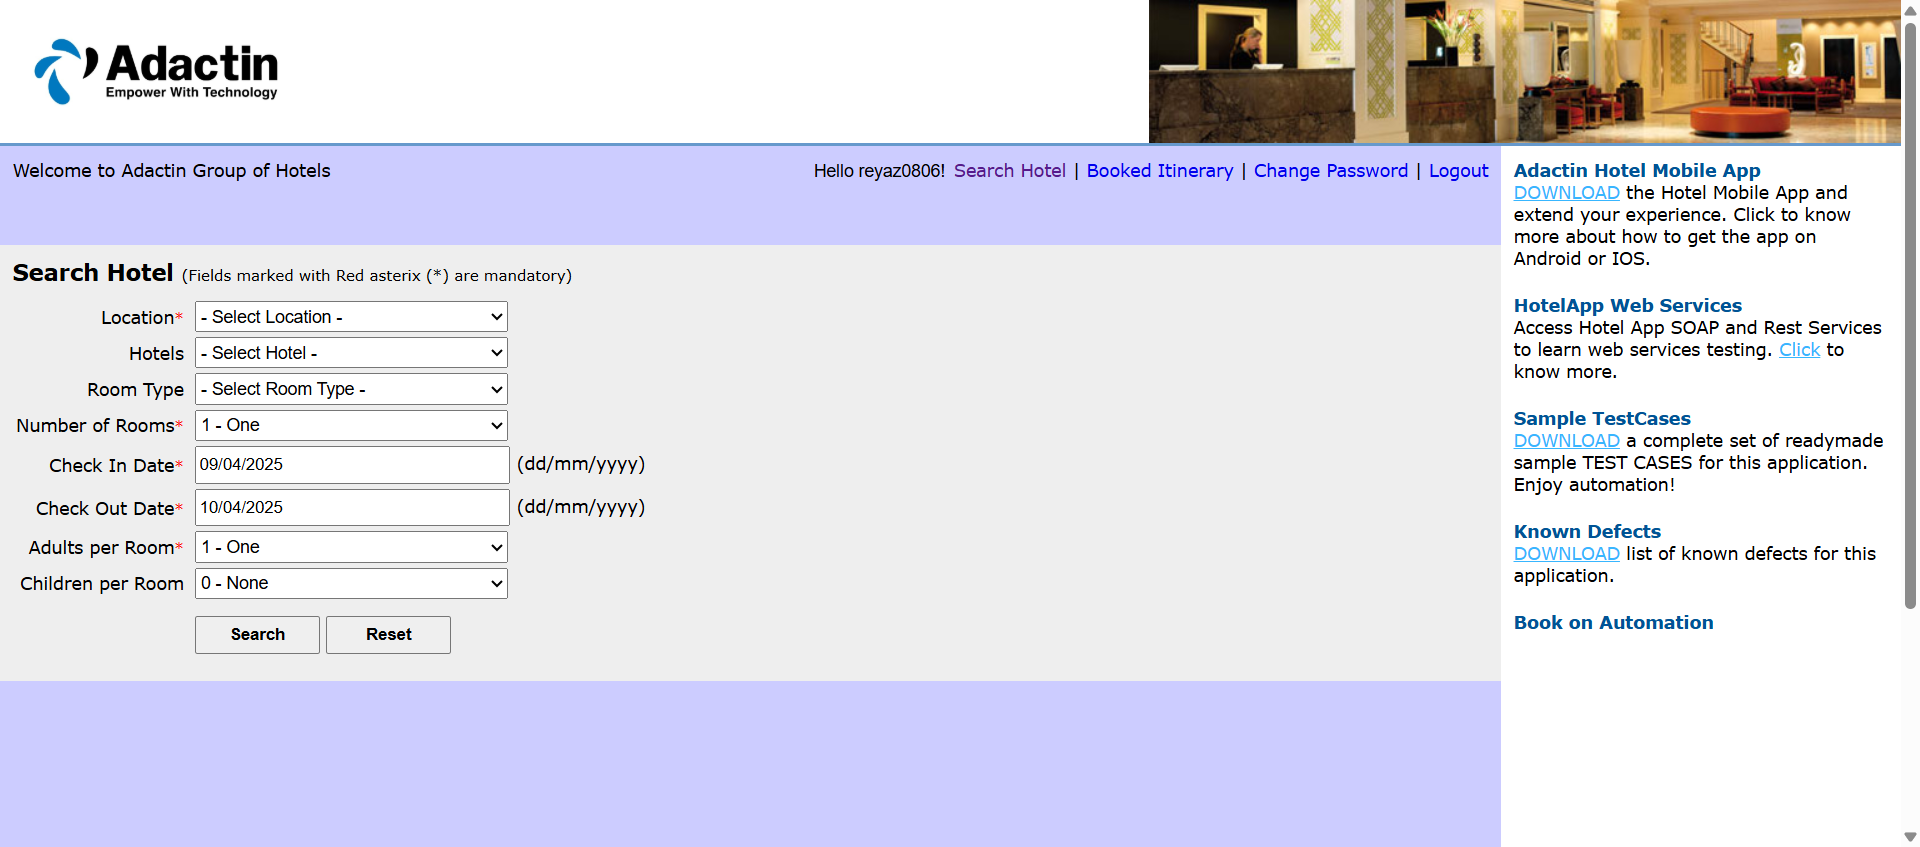 Adactin
Empower With Technology
Welcome to Adactin Group of Hotels
Hello reyaz0806! Search Hotel | Booked Itinerary | Change Password | Logout
Search Hotel (Fields marked with Red asterix (*) are mandatory)
Location* - Select Location -
Hotels - Select Hotel -
Room Type - Select Room Type -
Number of Rooms* 1 - One
Check In Date* 09/04/2025 (dd/mm/yyyy)
Check Out Date* 10/04/2025 (dd/mm/yyyy)
Adults per Room* 1 - One
Children per Room 0 - None
Search Reset
Adactin Hotel Mobile App
DOWNLOAD the Hotel Mobile App and
extend your experience. Click to know
more about how to get the app on
Android or IOS.
HotelApp Web Services
Access Hotel App SOAP and Rest Services
to learn web services testing. Click to
know more.
Sample TestCases
DOWNLOAD a complete set of readymade
sample TEST CASES for this application.
Enjoy automation!
Known Defects
DOWNLOAD list of known defects for this
application.
Book on Automation